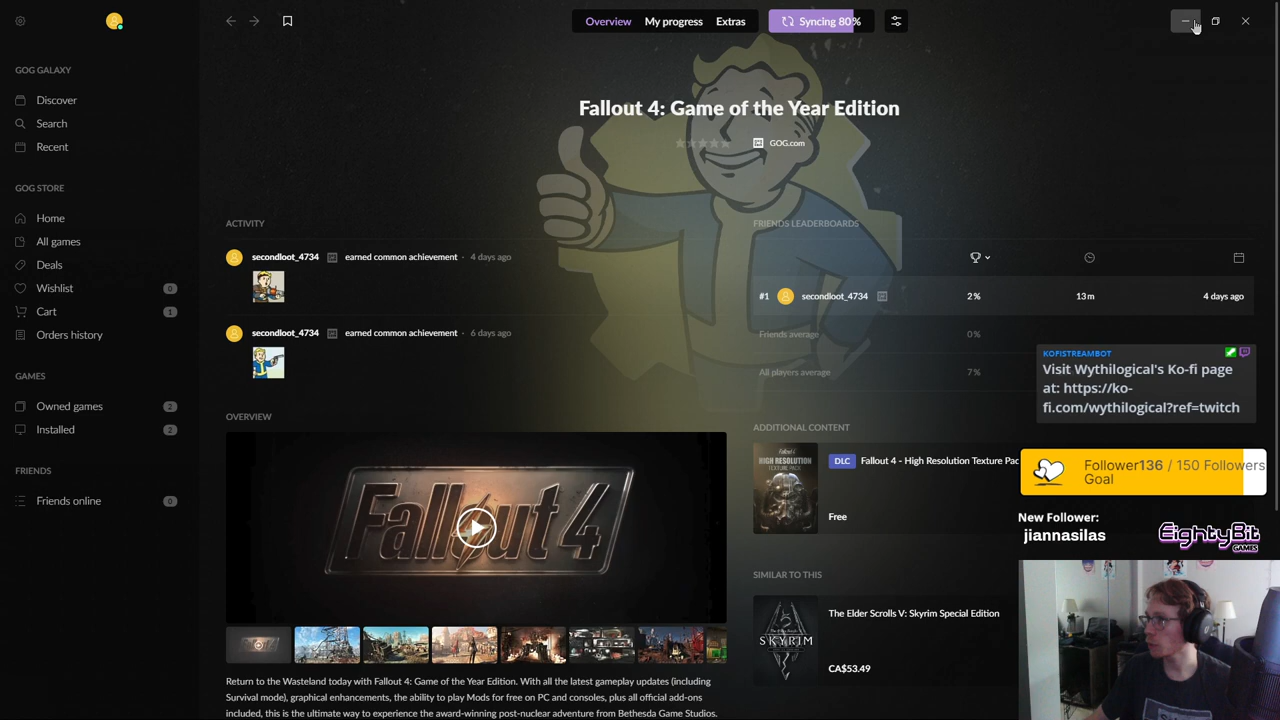 Overview
My progress
Extras
Syncing 80%
GOG GALAXY
Discover
Search
Recent
GOG STORE
Home
All games
Deals
Wishlist 0
Cart 1
Orders history
GAMES
Owned games 2
Installed 2
FRIENDS
Friends online 0
Fallout 4: Game of the Year Edition
GOG.com
ACTIVITY
secondloot_4734 earned common achievement · 4 days ago
secondloot_4734 earned common achievement · 6 days ago
FRIENDS LEADERBOARDS
#1 secondloot_4734 2% 13m 4 days ago
Friends average 0%
All players average 7%
OVERVIEW
Fallout 4
Return to the Wasteland today with Fallout 4: Game of the Year Edition. With all the latest gameplay updates (including
Survival mode), graphical enhancements, the ability to play Mods for free on PC and consoles, plus all official add-ons
included, this is the ultimate way to experience the award-winning post-nuclear adventure from Bethesda Game Studios.
ADDITIONAL CONTENT
Fallout 4
HIGH RESOLUTION
TEXTURE PACK
DLC Fallout 4 - High Resolution Texture Pac
Free
SIMILAR TO THIS
SKYRIM
The Elder Scrolls V: Skyrim Special Edition
CA$53.49
KOFISTREAMBOT
Visit Wythilogical's Ko-fi page
at: https://ko-
fi.com/wythilogical?ref=twitch
Follower136 / 150 Followers
Goal
New Follower:
jiannasilas
EightyBit
GAMES